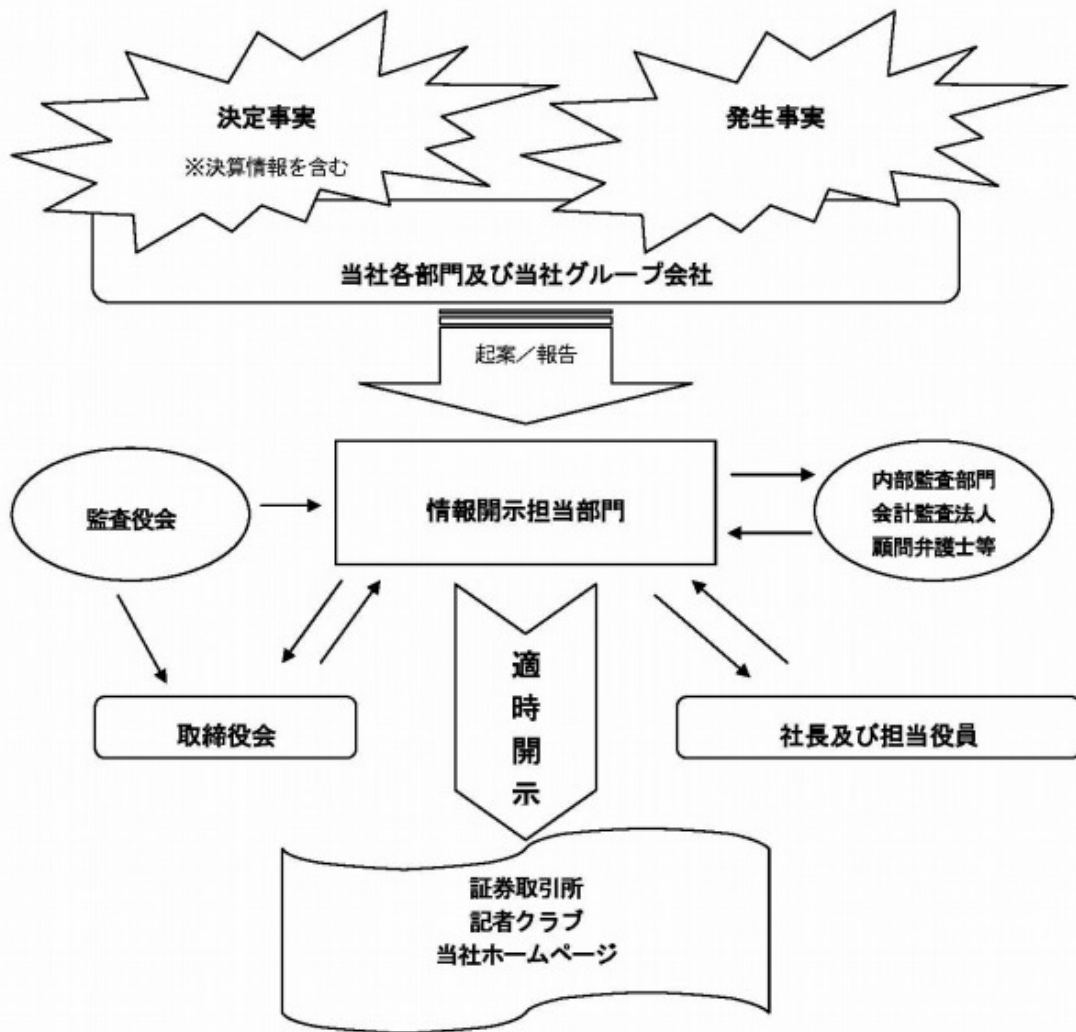 決定事実
※決算情報を含む
発生事実
当社各部門及び当社グループ会社
起案／報告
監査役会
情報開示担当部門
内部監査部門
会計監査法人
顧問弁護士等
適時開示
取締役会
社長及び担当役員
証券取引所
記者クラブ
当社ホームページ